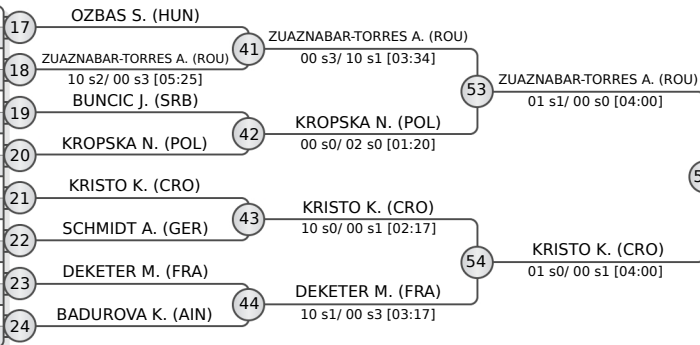 17 OZBAS S. (HUN)
18 ZUAZNABAR-TORRES A. (ROU)
10 s2/ 00 s3 [05:25]
41 ZUAZNABAR-TORRES A. (ROU)
00 s3/ 10 s1 [03:34]
19 BUNCIC J. (SRB)
20 KROPSKA N. (POL)
42 KROPSKA N. (POL)
00 s0/ 02 s0 [01:20]
53 ZUAZNABAR-TORRES A. (ROU)
01 s1/ 00 s0 [04:00]
21 KRISTO K. (CRO)
22 SCHMIDT A. (GER)
43 KRISTO K. (CRO)
10 s0/ 00 s1 [02:17]
23 DEKETER M. (FRA)
24 BADUROVA K. (AIN)
44 DEKETER M. (FRA)
10 s1/ 00 s3 [03:17]
54 KRISTO K. (CRO)
01 s0/ 00 s1 [04:00]